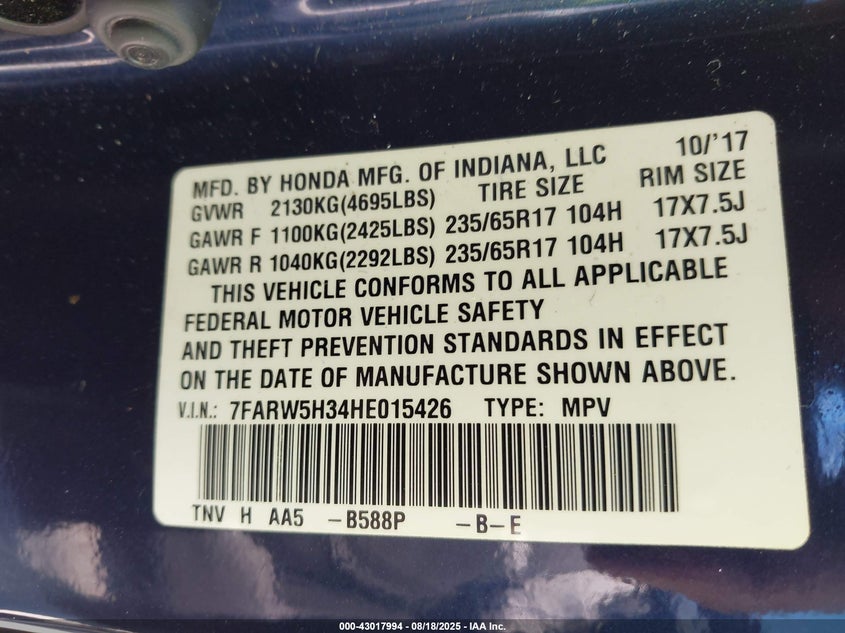 MFD. BY HONDA MFG. OF INDIANA, LLC 10/'17
GVWR 2130KG(4695LBS) TIRE SIZE RIM SIZE
GAWR F 1100KG(2425LBS) 235/65R17 104H 17X7.5J
GAWR R 1040KG(2292LBS) 235/65R17 104H 17X7.5J
THIS VEHICLE CONFORMS TO ALL APPLICABLE
FEDERAL MOTOR VEHICLE SAFETY
AND THEFT PREVENTION STANDARDS IN EFFECT
ON THE DATE OF MANUFACTURE SHOWN ABOVE.
V.I.N.: 7FARW5H34HE015426 TYPE: MPV
TNV H AA5 -B588P -B-E
000-43017994 - 08/18/2025 - IAA Inc.